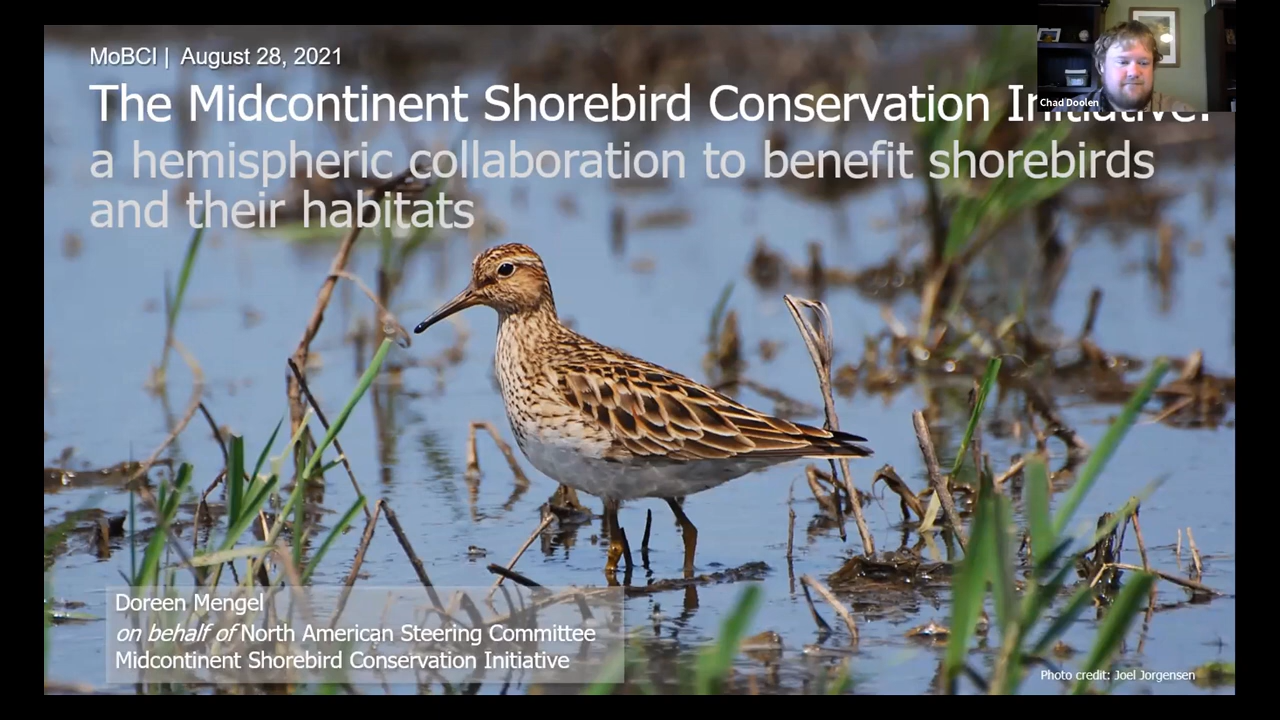 MoBCI | August 28, 2021
The Midcontinent Shorebird Conservation Initiative:
a hemispheric collaboration to benefit shorebirds
and their habitats
Chad Doolen
Doreen Mengel
on behalf of North American Steering Committee
Midcontinent Shorebird Conservation Initiative
Photo credit: Joel Jorgensen